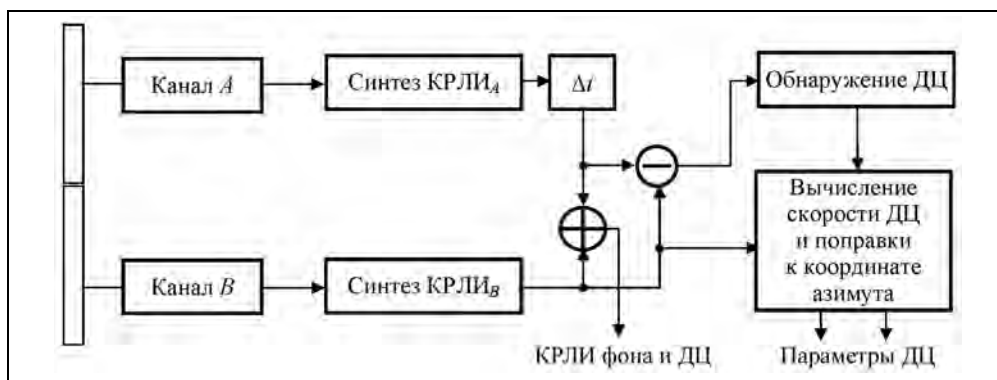 Канал A
Синтез КРЛИA
Δt
Обнаружение ДЦ
Вычисление
скорости ДЦ
и поправки
к координате
азимута
Канал B
Синтез КРЛИB
КРЛИ фона и ДЦ
Параметры ДЦ